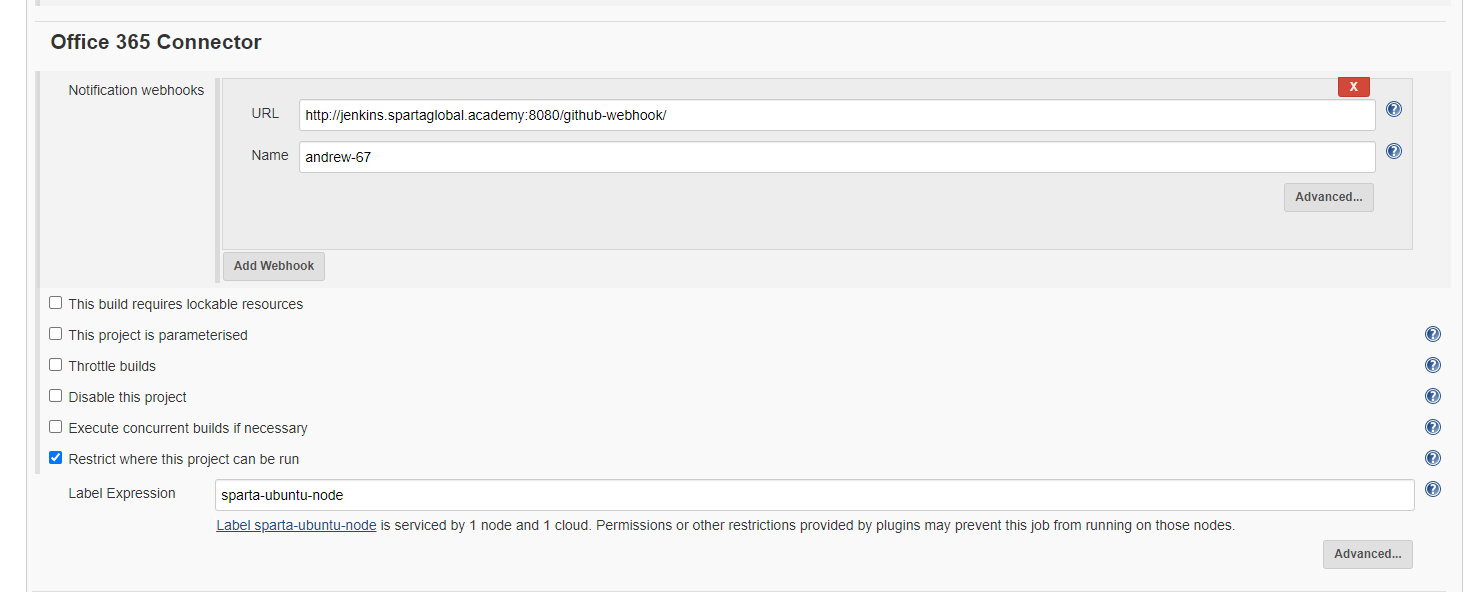 Office 365 Connector
Notification webhooks
X
URL
http://jenkins.spartaglobal.academy:8080/github-webhook/
?
Name
andrew-67
?
Advanced...
Add Webhook
This build requires lockable resources
This project is parameterised
?
Throttle builds
?
Disable this project
?
Execute concurrent builds if necessary
?
Restrict where this project can be run
?
Label Expression
sparta-ubuntu-node
?
Label sparta-ubuntu-node is serviced by 1 node and 1 cloud. Permissions or other restrictions provided by plugins may prevent this job from running on those nodes.
Advanced...